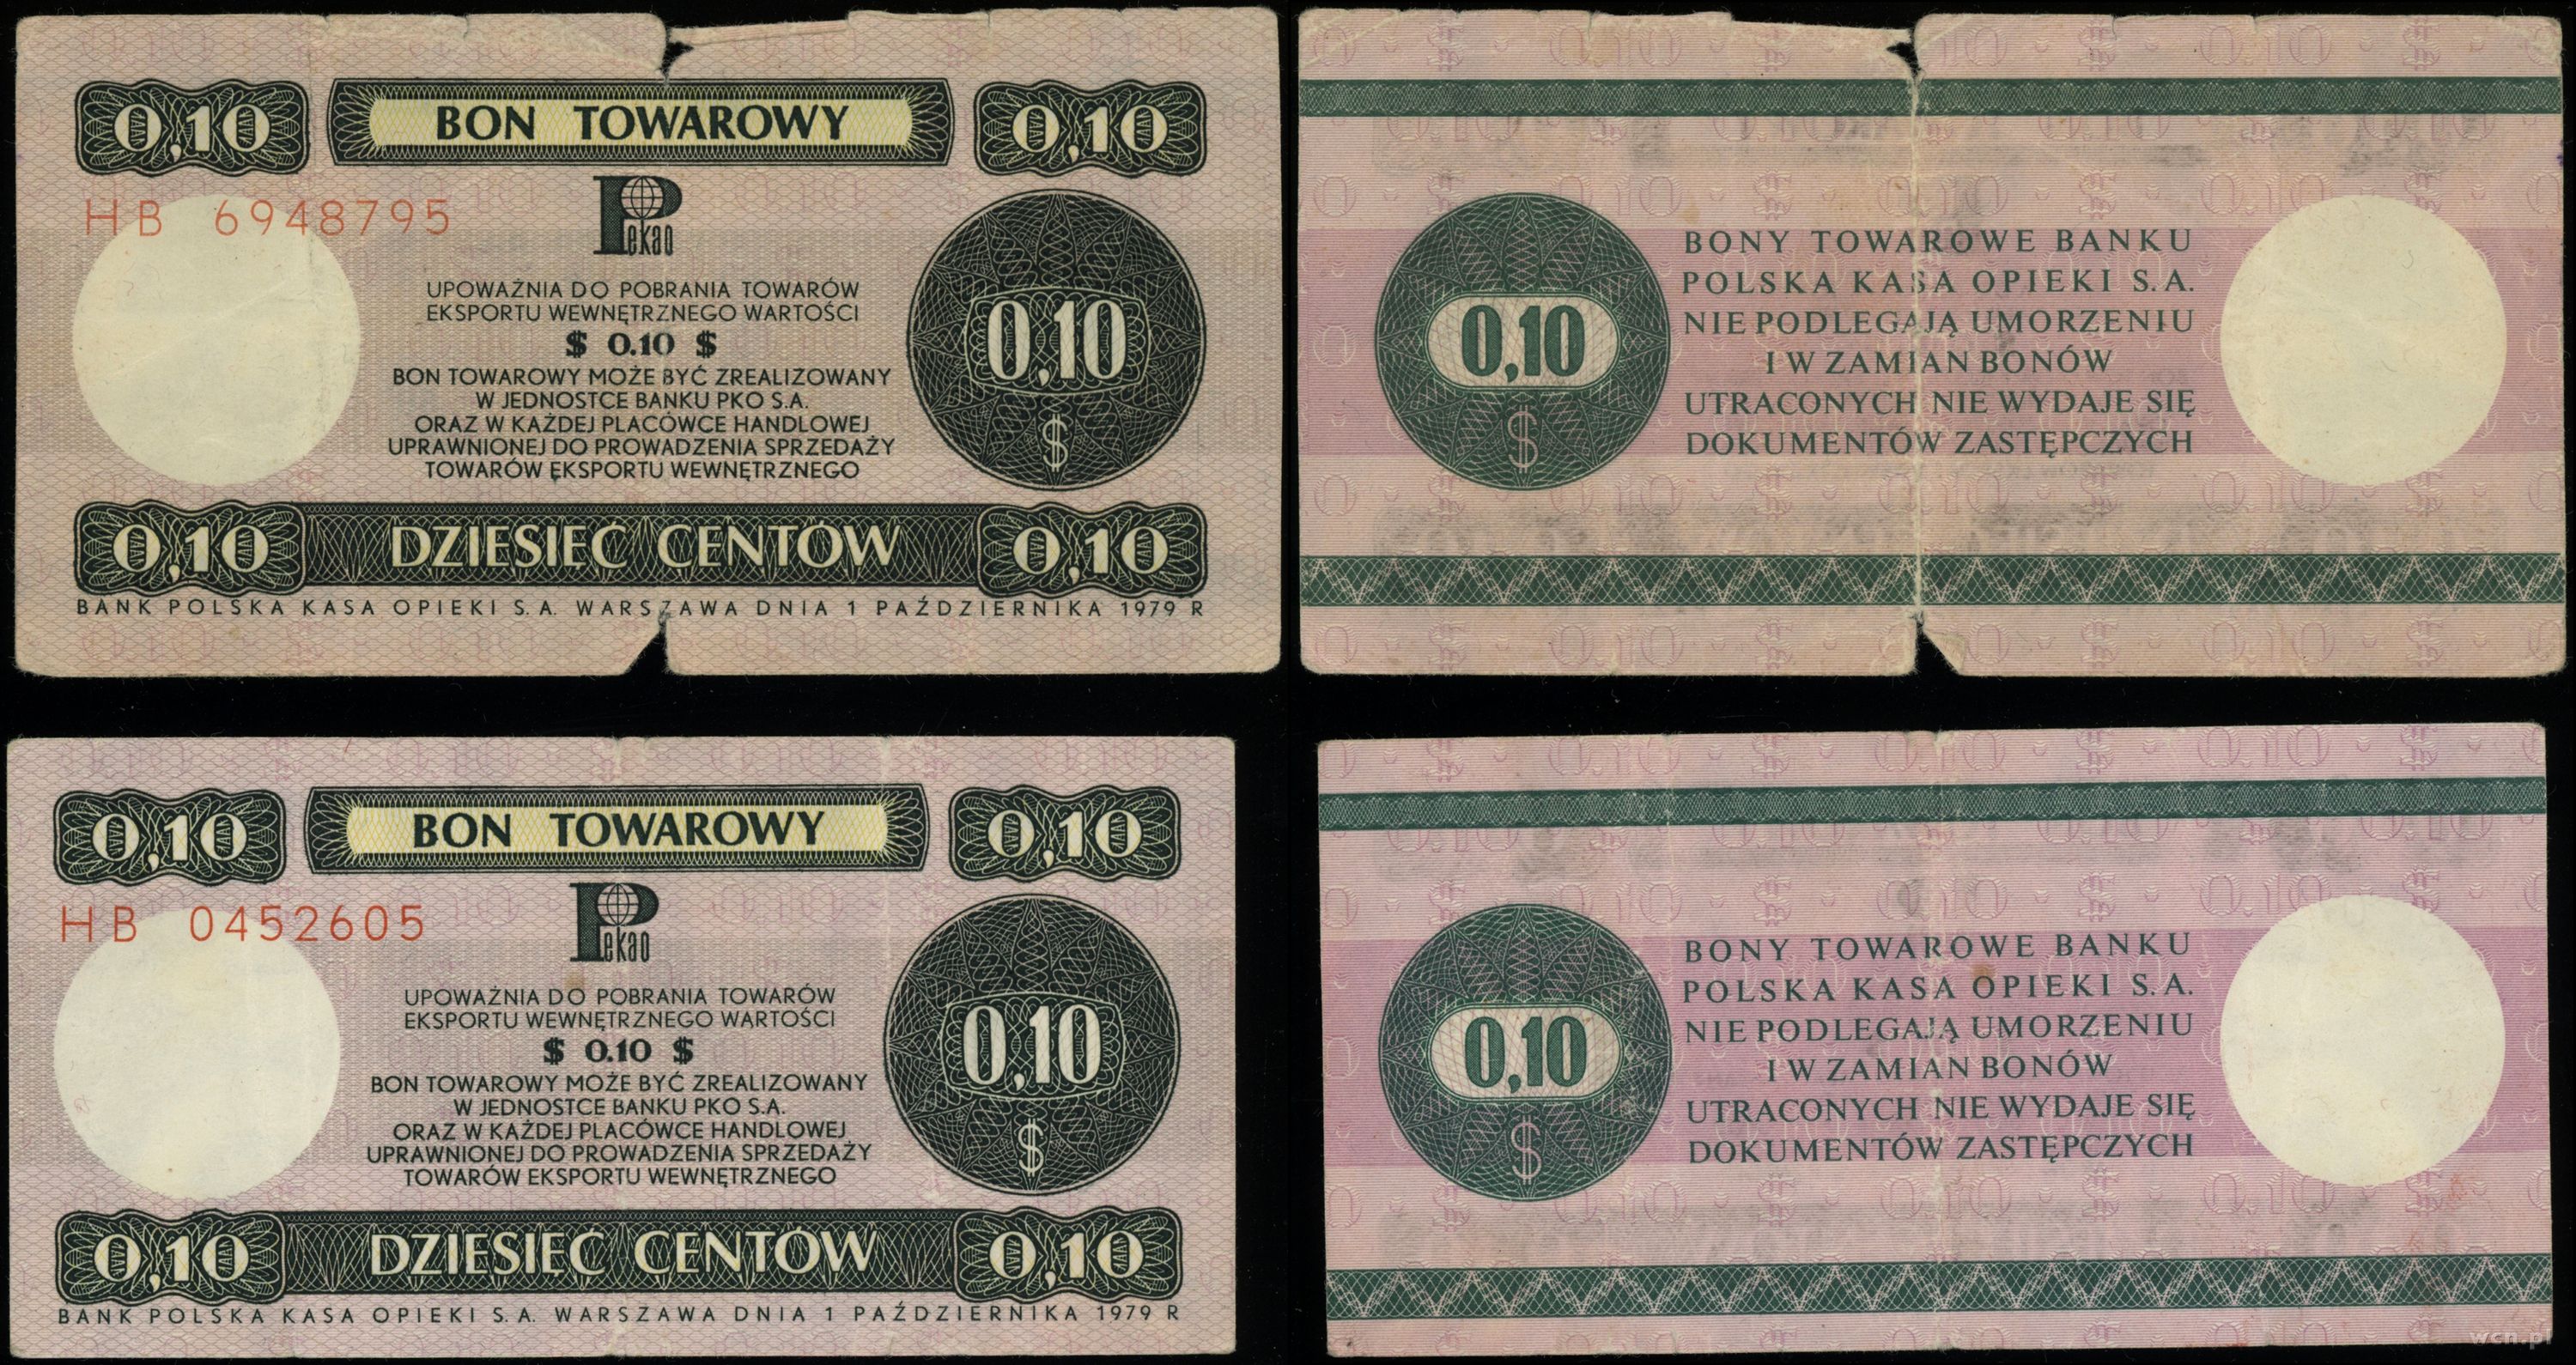 0,10 BON TOWAROWY 0,10
HB 6948795
Pekao
UPOWAŻNIA DO POBRANIA TOWARÓW
EKSPORTU WEWNĘTRZNEGO WARTOŚCI
$ 0.10 $
BON TOWAROWY MOŻE BYĆ ZREALIZOWANY
W JEDNOSTCE BANKU PKO S.A.
ORAZ W KAŻDEJ PLACÓWCE HANDLOWEJ
UPRAWNIONEJ DO PROWADZENIA SPRZEDAŻY
TOWARÓW EKSPORTU WEWNĘTRZNEGO
0,10
$
0,10 DZIESIĘĆ CENTÓW 0,10
BANK POLSKA KASA OPIEKI S.A. WARSZAWA DNIA 1 PAŹDZIERNIKA 1979 R
0,10
$
BONY TOWAROWE BANKU
POLSKA KASA OPIEKI S.A.
NIE PODLEGAJĄ UMORZENIU
I W ZAMIAN BONÓW
UTRACONYCH NIE WYDAJE SIĘ
DOKUMENTÓW ZASTĘPCZYCH
0,10 BON TOWAROWY 0,10
HB 0452605
Pekao
UPOWAŻNIA DO POBRANIA TOWARÓW
EKSPORTU WEWNĘTRZNEGO WARTOŚCI
$ 0.10 $
BON TOWAROWY MOŻE BYĆ ZREALIZOWANY
W JEDNOSTCE BANKU PKO S.A.
ORAZ W KAŻDEJ PLACÓWCE HANDLOWEJ
UPRAWNIONEJ DO PROWADZENIA SPRZEDAŻY
TOWARÓW EKSPORTU WEWNĘTRZNEGO
0,10
$
0,10 DZIESIĘĆ CENTÓW 0,10
BANK POLSKA KASA OPIEKI S.A. WARSZAWA DNIA 1 PAŹDZIERNIKA 1979 R
0,10
$
BONY TOWAROWE BANKU
POLSKA KASA OPIEKI S.A.
NIE PODLEGAJĄ UMORZENIU
I W ZAMIAN BONÓW
UTRACONYCH NIE WYDAJE SIĘ
DOKUMENTÓW ZASTĘPCZYCH
wcn.pl